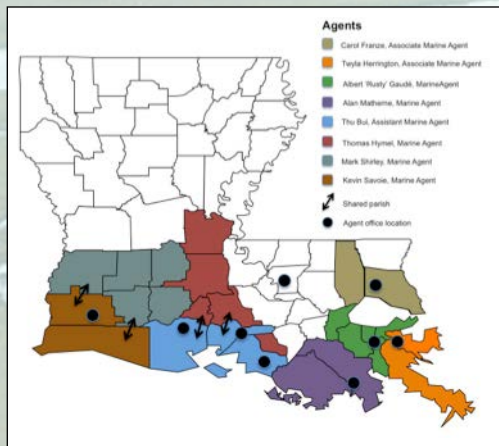 Agents
Carol Franze, Associate Marine Agent
Twyla Herrington, Associate Marine Agent
Albert 'Rusty' Gaudé, MarineAgent
Alan Matherne, Marine Agent
Thu Bui, Assistant Marine Agent
Thomas Hymel, Marine Agent
Mark Shirley, Marine Agent
Kevin Savoie, Marine Agent
Shared parish
Agent office location